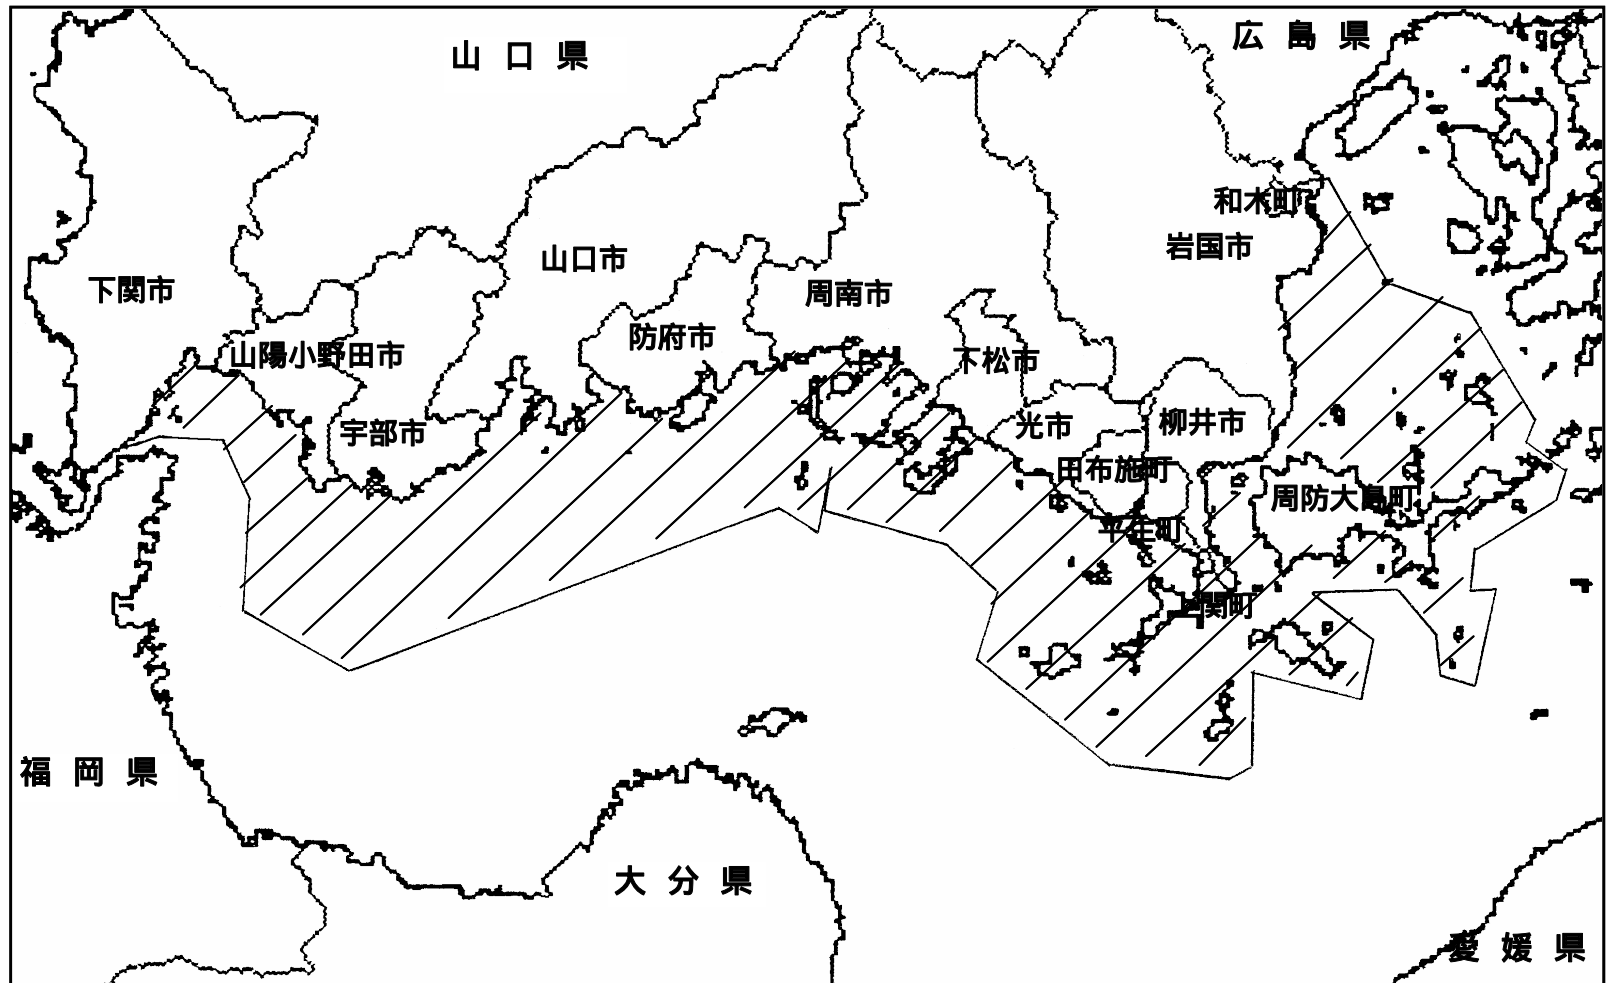 山口県
広島県
和木町
岩国市
山口市
下関市
周南市
防府市
山陽小野田市
下松市
宇部市
光市
柳井市
田布施町
周防大島町
平生町
上関町
福岡県
大分県
愛媛県